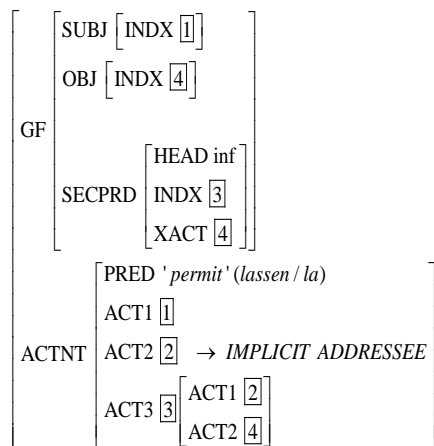 SUBJ [INDX 1]
OBJ [INDX 4]
GF
HEAD inf
SECPRD INDX 3
XACT 4
PRED 'permit' (lassen / la)
ACT1 1
ACTNT ACT2 2 → IMPLICIT ADDRESSEE
ACT3 3 ACT1 2
ACT2 4